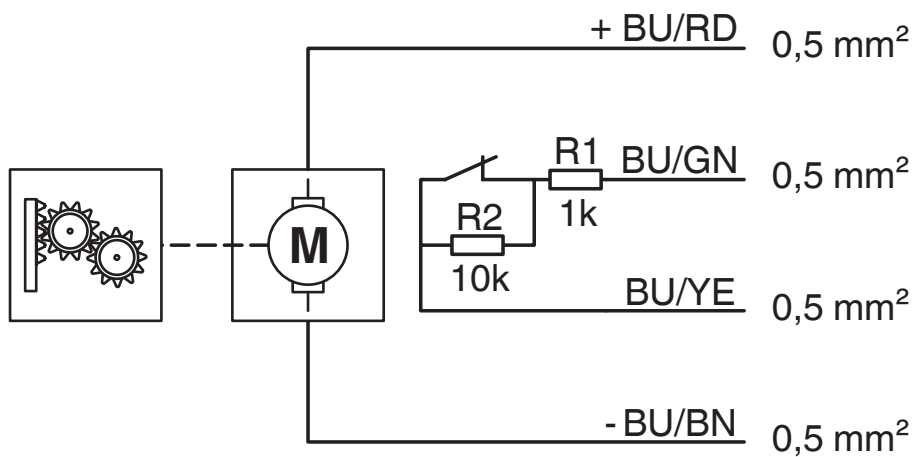 + BU/RD 0,5 mm²
R1 BU/GN 0,5 mm²
1k
R2
10k
M
BU/YE 0,5 mm²
- BU/BN 0,5 mm²